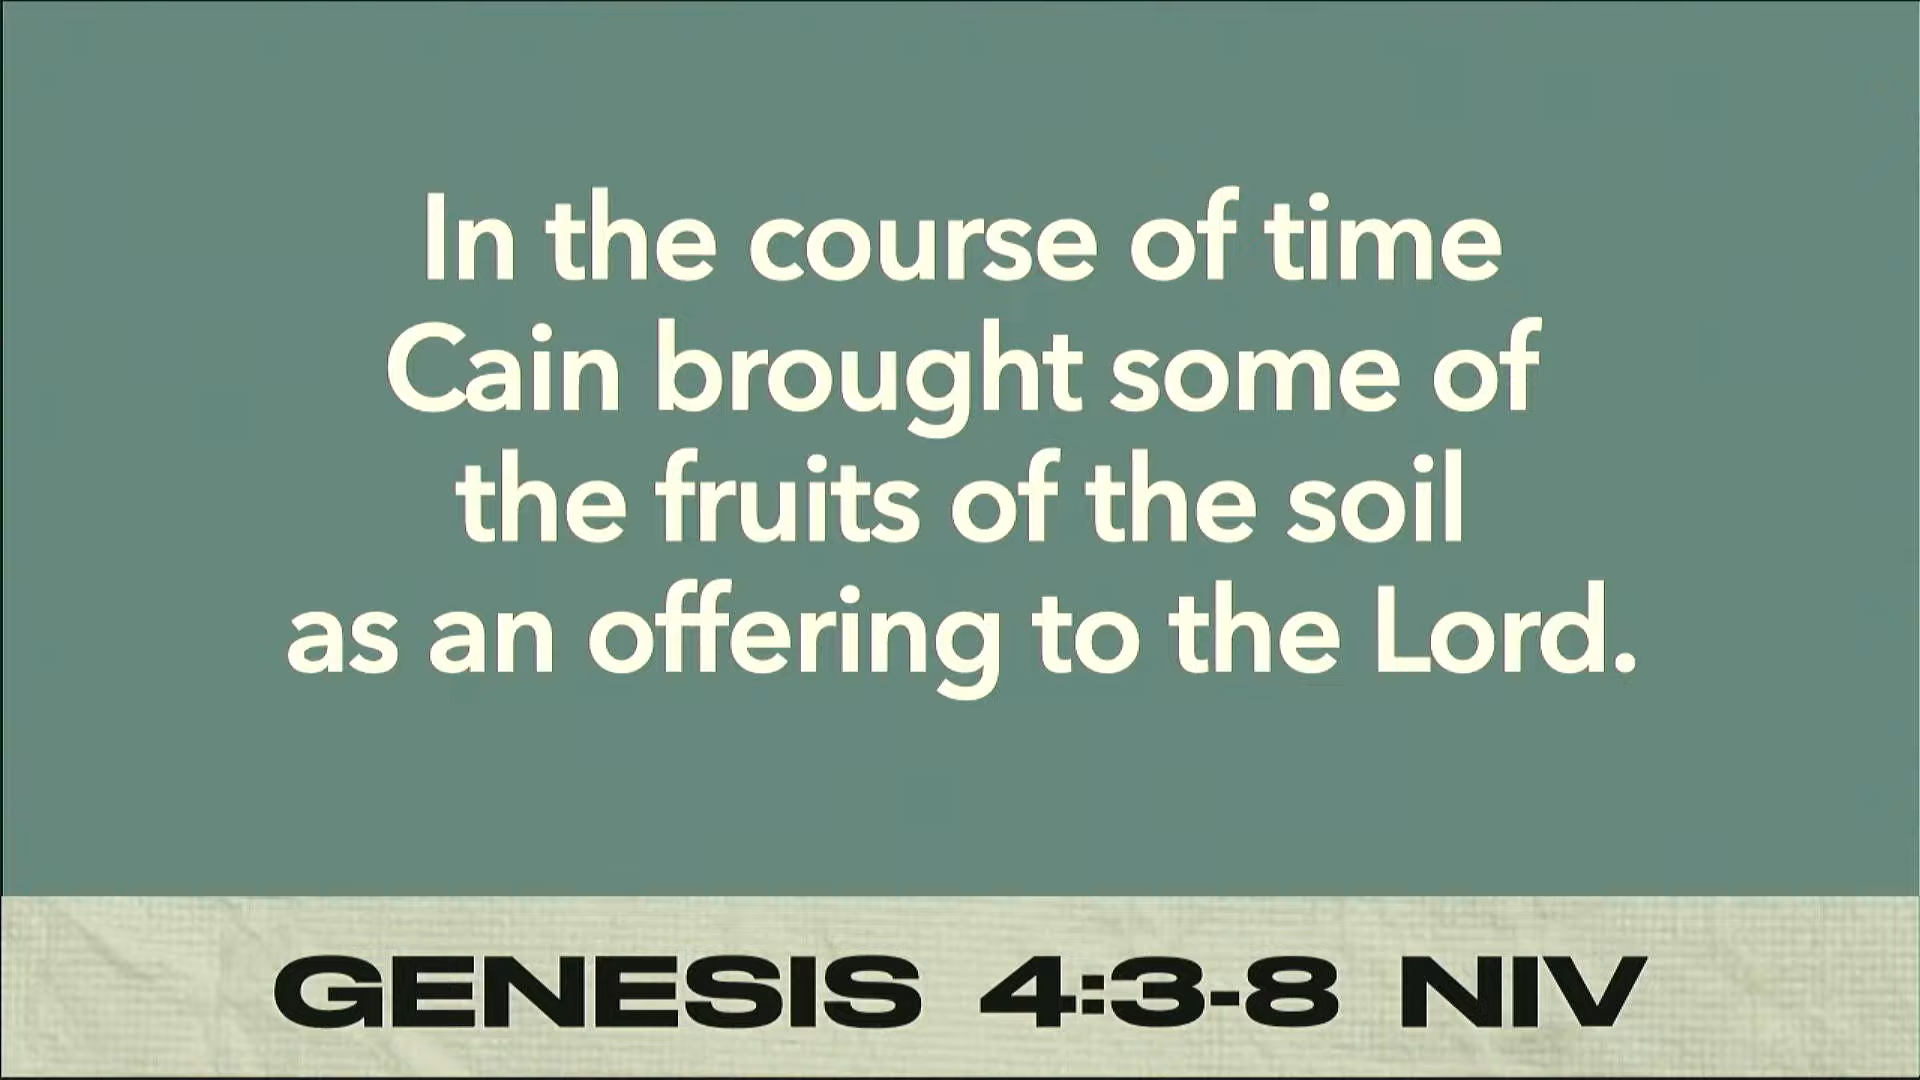 In the course of time
Cain brought some of
the fruits of the soil
as an offering to the Lord.
GENESIS 4:3-8 NIV